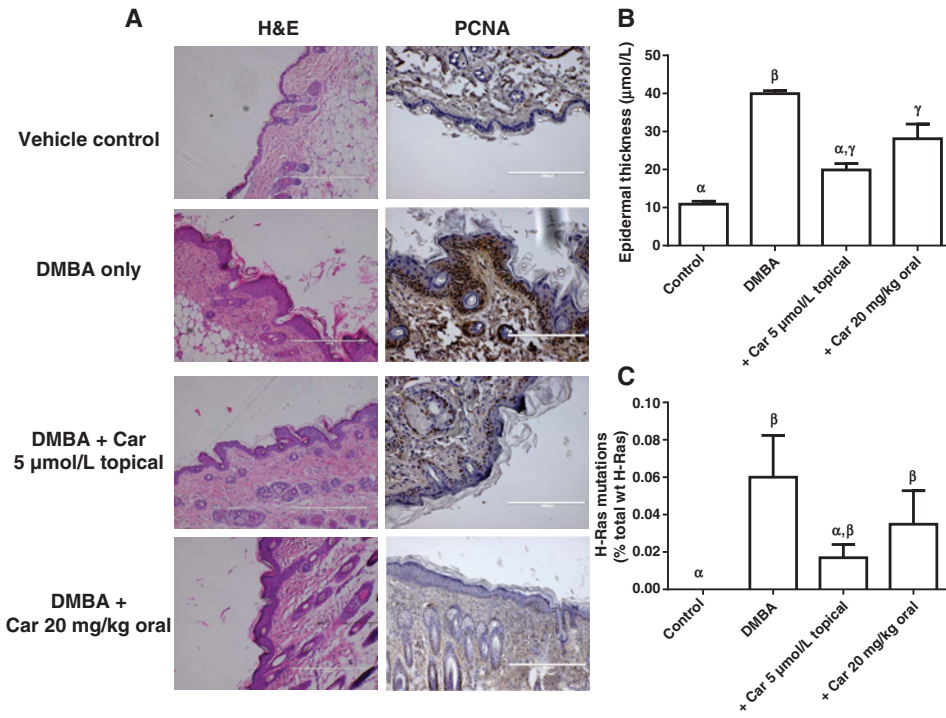 A
H&E
PCNA
Vehicle control
DMBA only
DMBA + Car
5 μmol/L topical
DMBA +
Car 20 mg/kg oral
B
Epidermal thickness (μmol/L)
50
40
30
20
10
0
α
β
α,γ
γ
Control
DMBA
+ Car 5 μmol/L topical
+ Car 20 mg/kg oral
C
H-Ras mutations
(% total wt H-Ras)
0.10
0.08
0.06
0.04
0.02
0.00
α
β
α,β
β
Control
DMBA
+ Car 5 μmol/L topical
+ Car 20 mg/kg oral